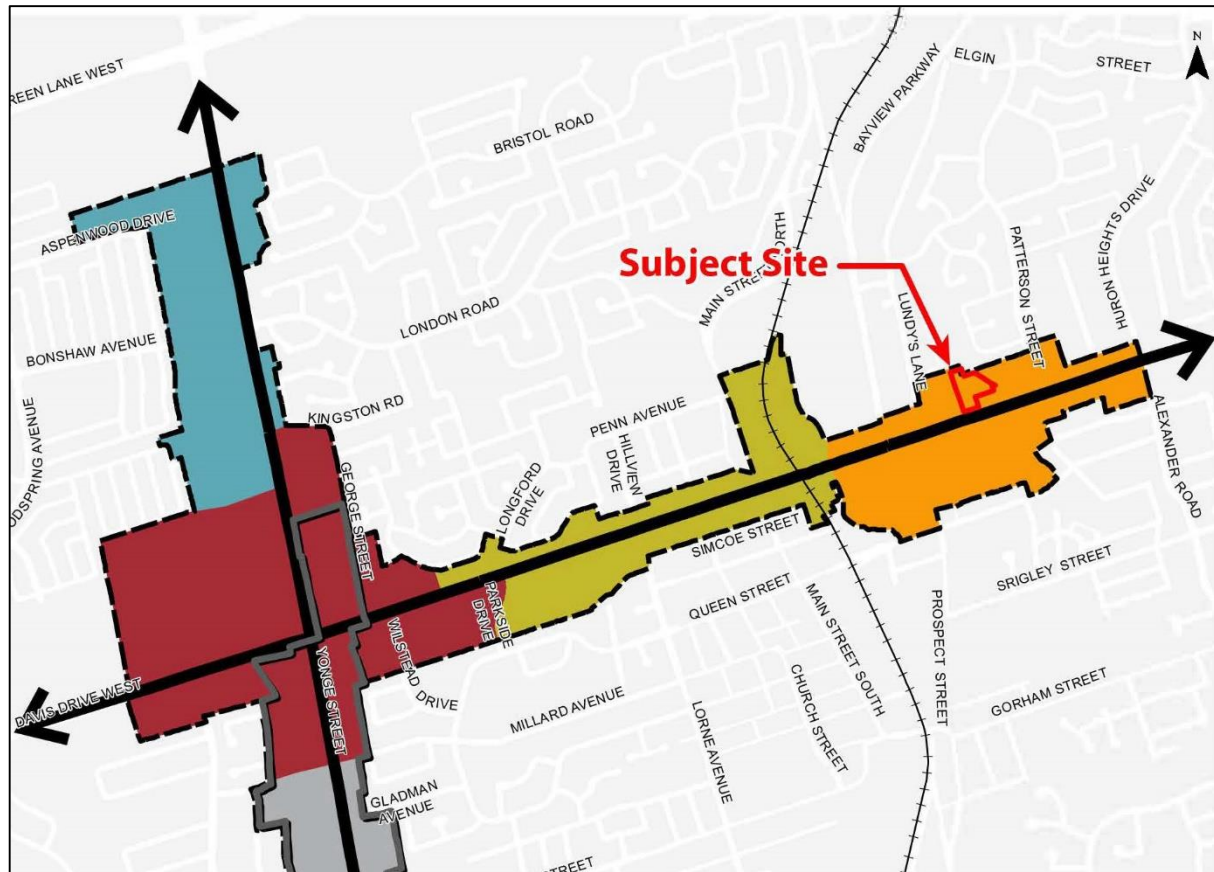 N
ELGIN STREET
REEN LANE WEST
BAYVIEW PARKWAY
BRISTOL ROAD
HURON HEIGHTS DRIVE
ASPENWOOD DRIVE
MAIN STREET NORTH
PATTERSON STREET
Subject Site
LUNDY'S LANE
LONDON ROAD
BONSHAW AVENUE
KINGSTON RD
PENN AVENUE
HILLVIEW
DRIVE
ALEXANDER ROAD
ODSPRING AVENUE
GEORGE STREET
LONGFORD
DRIVE
SIMCOE STREET
SRIGLEY STREET
QUEEN STREET
PARKSIDE
DRIVE
MAIN STREET SOUTH
PROSPECT STREET
WILSTEAD DRIVE
YONGE STREET
DAVIS DRIVE WEST
MILLARD AVENUE
CHURCH STREET
GORHAM STREET
LORNE AVENUE
GLADMAN
AVENUE
STREET